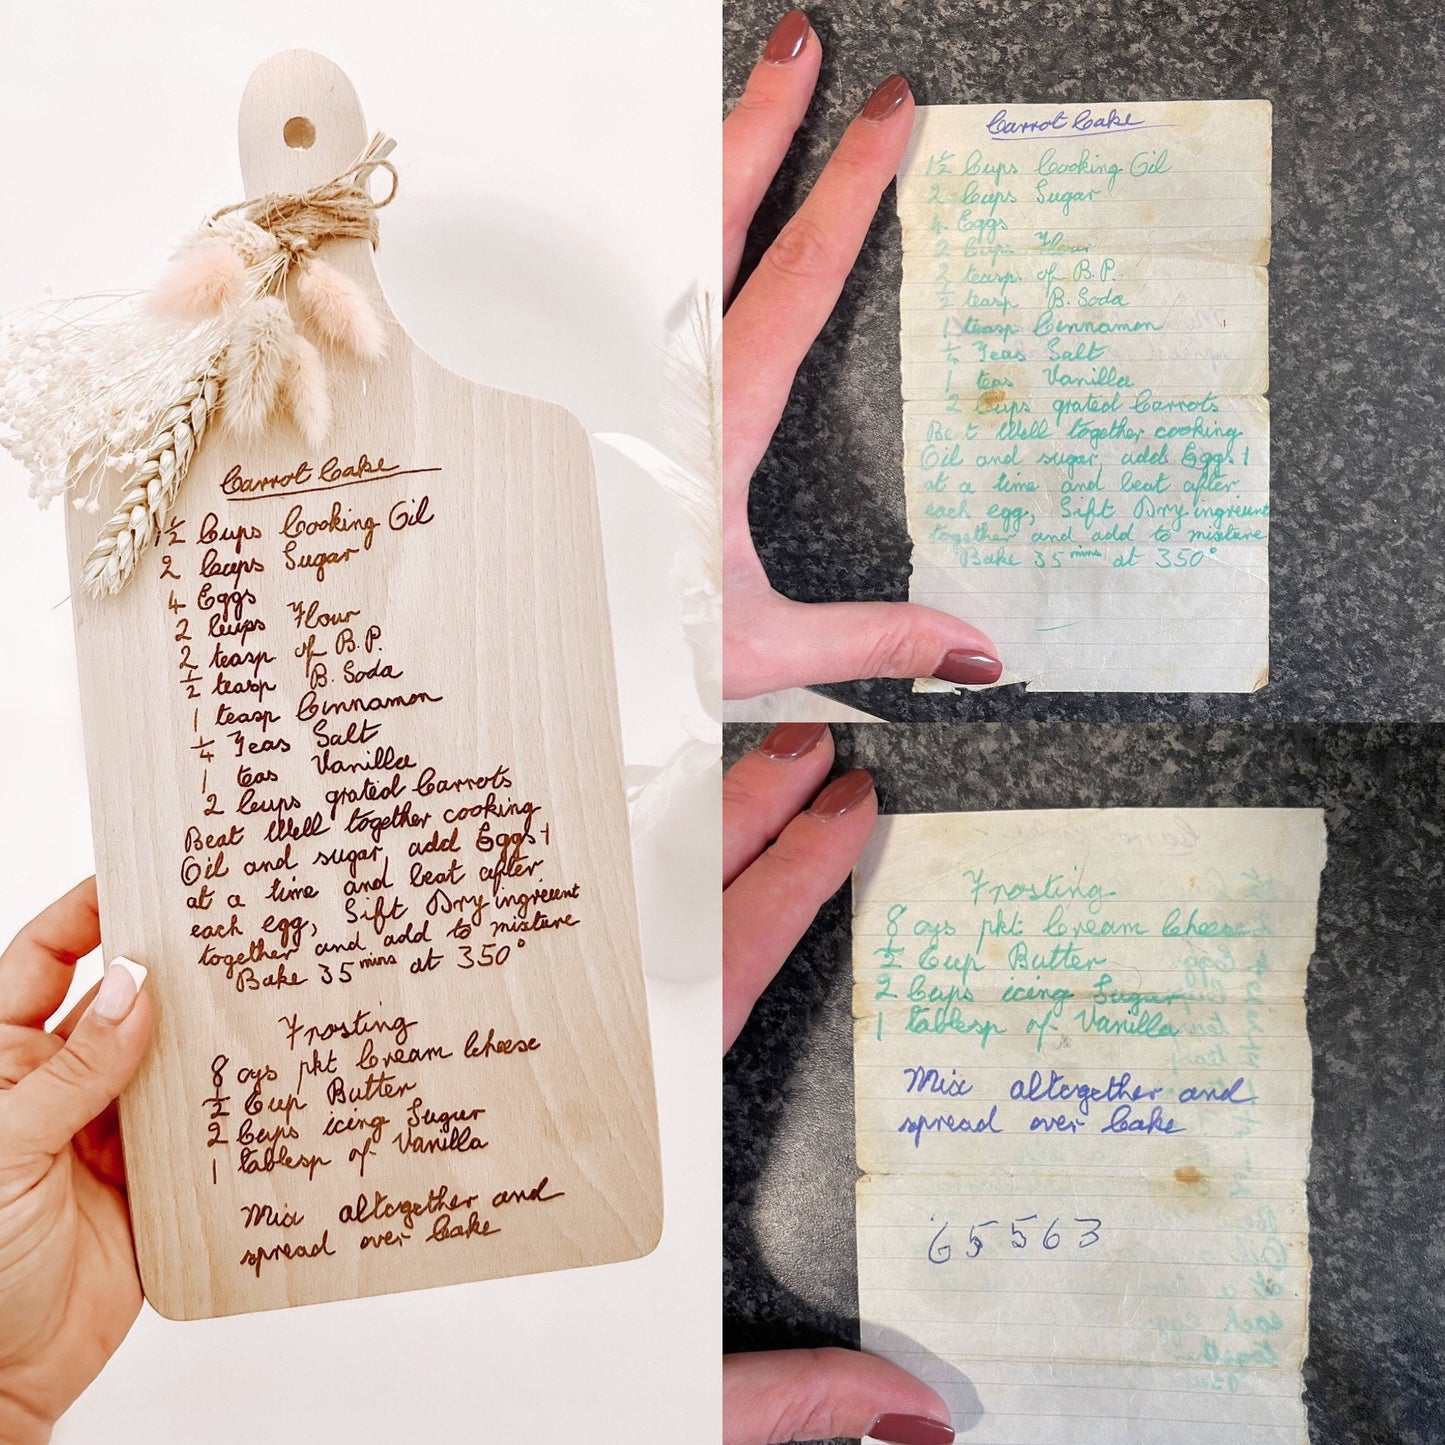 Carrot Cake
1½ Cups Cooking Oil
2 Cups Sugar
4 Eggs
2 Cups Flour
2 teasp of B.P.
½ teasp B. Soda
1 teasp Cinnamon
¼ Teas Salt
1 teas Vanilla
2 Cups grated Carrots
Beat Well together cooking
Oil and sugar, add Eggs 1
at a time and beat after
each egg, Sift Dry ingreient
together and add to mixture
Bake 35 mins at 350°
Frosting
8 ozs pkt Cream Cheese
½ Cup Butter
2 Cups icing Sugar
1 tablesp of Vanilla
Mix altogether and
spread over Cake
Carrot Cake
1½ Cups Cooking Oil
2 Cups Sugar
4 Eggs
2 Cups Flour
2 teasp of B.P.
½ teasp B. Soda
1 teasp Cinnamon
¼ Teas Salt
1 teas Vanilla
2 Cups grated Carrots
Beat Well together cooking
Oil and sugar, add Eggs 1
at a time and beat after
each egg, Sift Dry ingreient
together and add to mixture
Bake 35 mins at 350°
Frosting
8 ozs pkt Cream Cheese
½ Cup Butter
2 Cups icing Sugar
1 tablesp of Vanilla
Mix altogether and
spread over Cake
65563